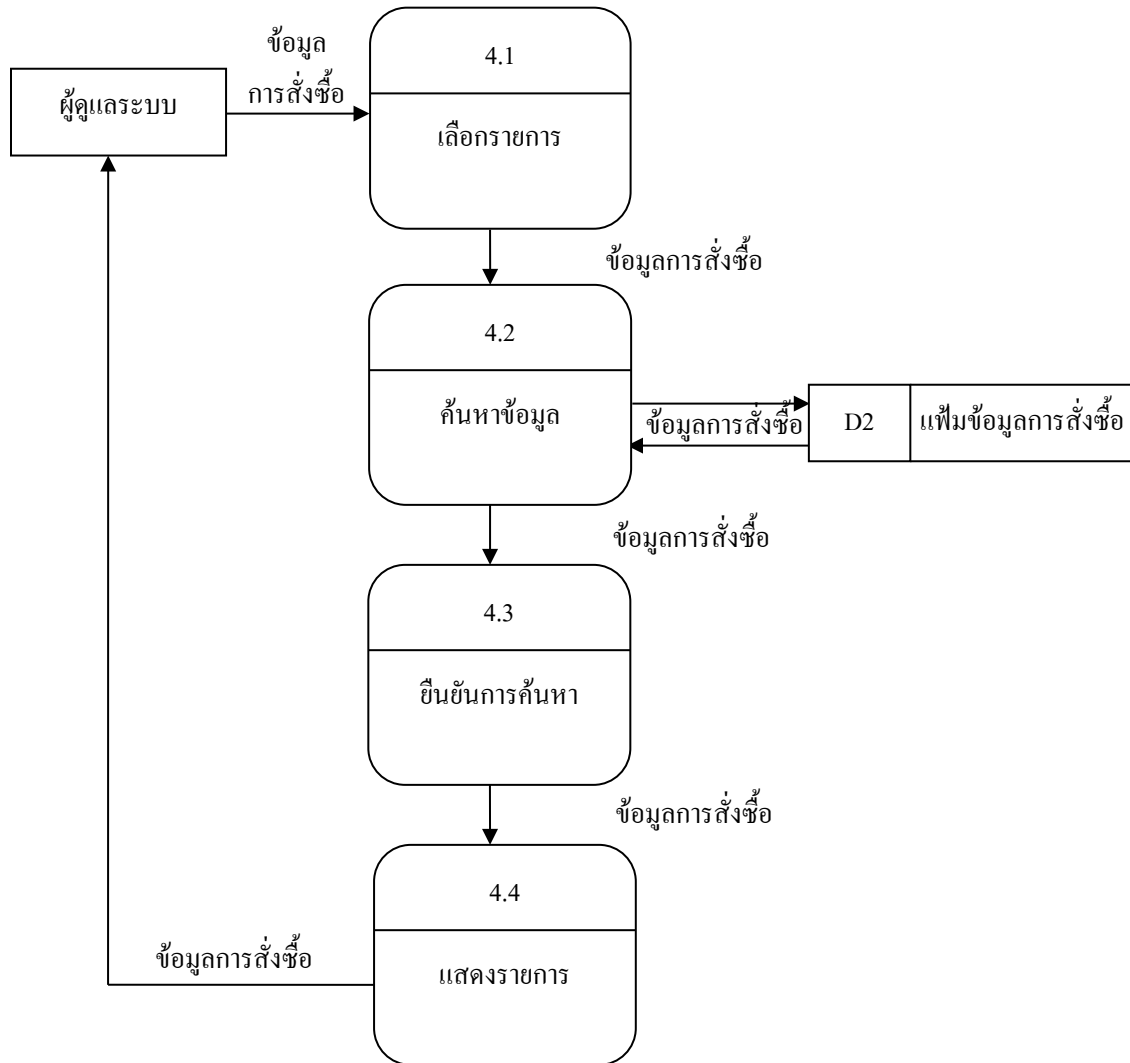 ข้อมูล
การสั่งซื้อ
ผู้ดูแลระบบ
4.1
เลือกรายการ
ข้อมูลการสั่งซื้อ
4.2
ค้นหาข้อมูล
ข้อมูลการสั่งซื้อ
D2
แฟ้มข้อมูลการสั่งซื้อ
ข้อมูลการสั่งซื้อ
4.3
ยืนยันการค้นหา
ข้อมูลการสั่งซื้อ
4.4
แสดงรายการ
ข้อมูลการสั่งซื้อ